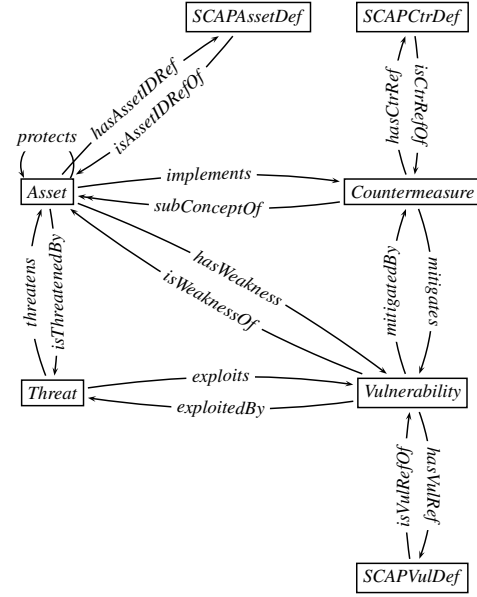 SCAPAssetDef
SCAPCtrDef
hasAssetIDRef
isAssetIDRefOf
hasCtrRef
isCtrRefOf
protects
Asset
implements
subConceptOf
Countermeasure
threatens
isThreatenedBy
hasWeakness
isWeaknessOf
mitigatedBy
mitigates
Threat
exploits
exploitedBy
Vulnerability
isVulRefOf
hasVulRef
SCAPVulDef